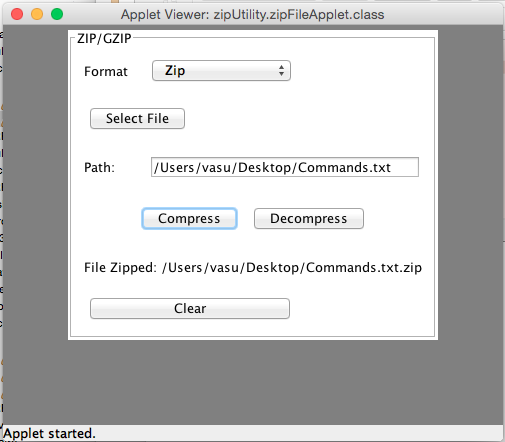 Applet Viewer: zipUtility.zipFileApplet.class
ZIP/GZIP
Format Zip
Select File
Path: /Users/vasu/Desktop/Commands.txt
Compress Decompress
File Zipped: /Users/vasu/Desktop/Commands.txt.zip
Clear
Applet started.